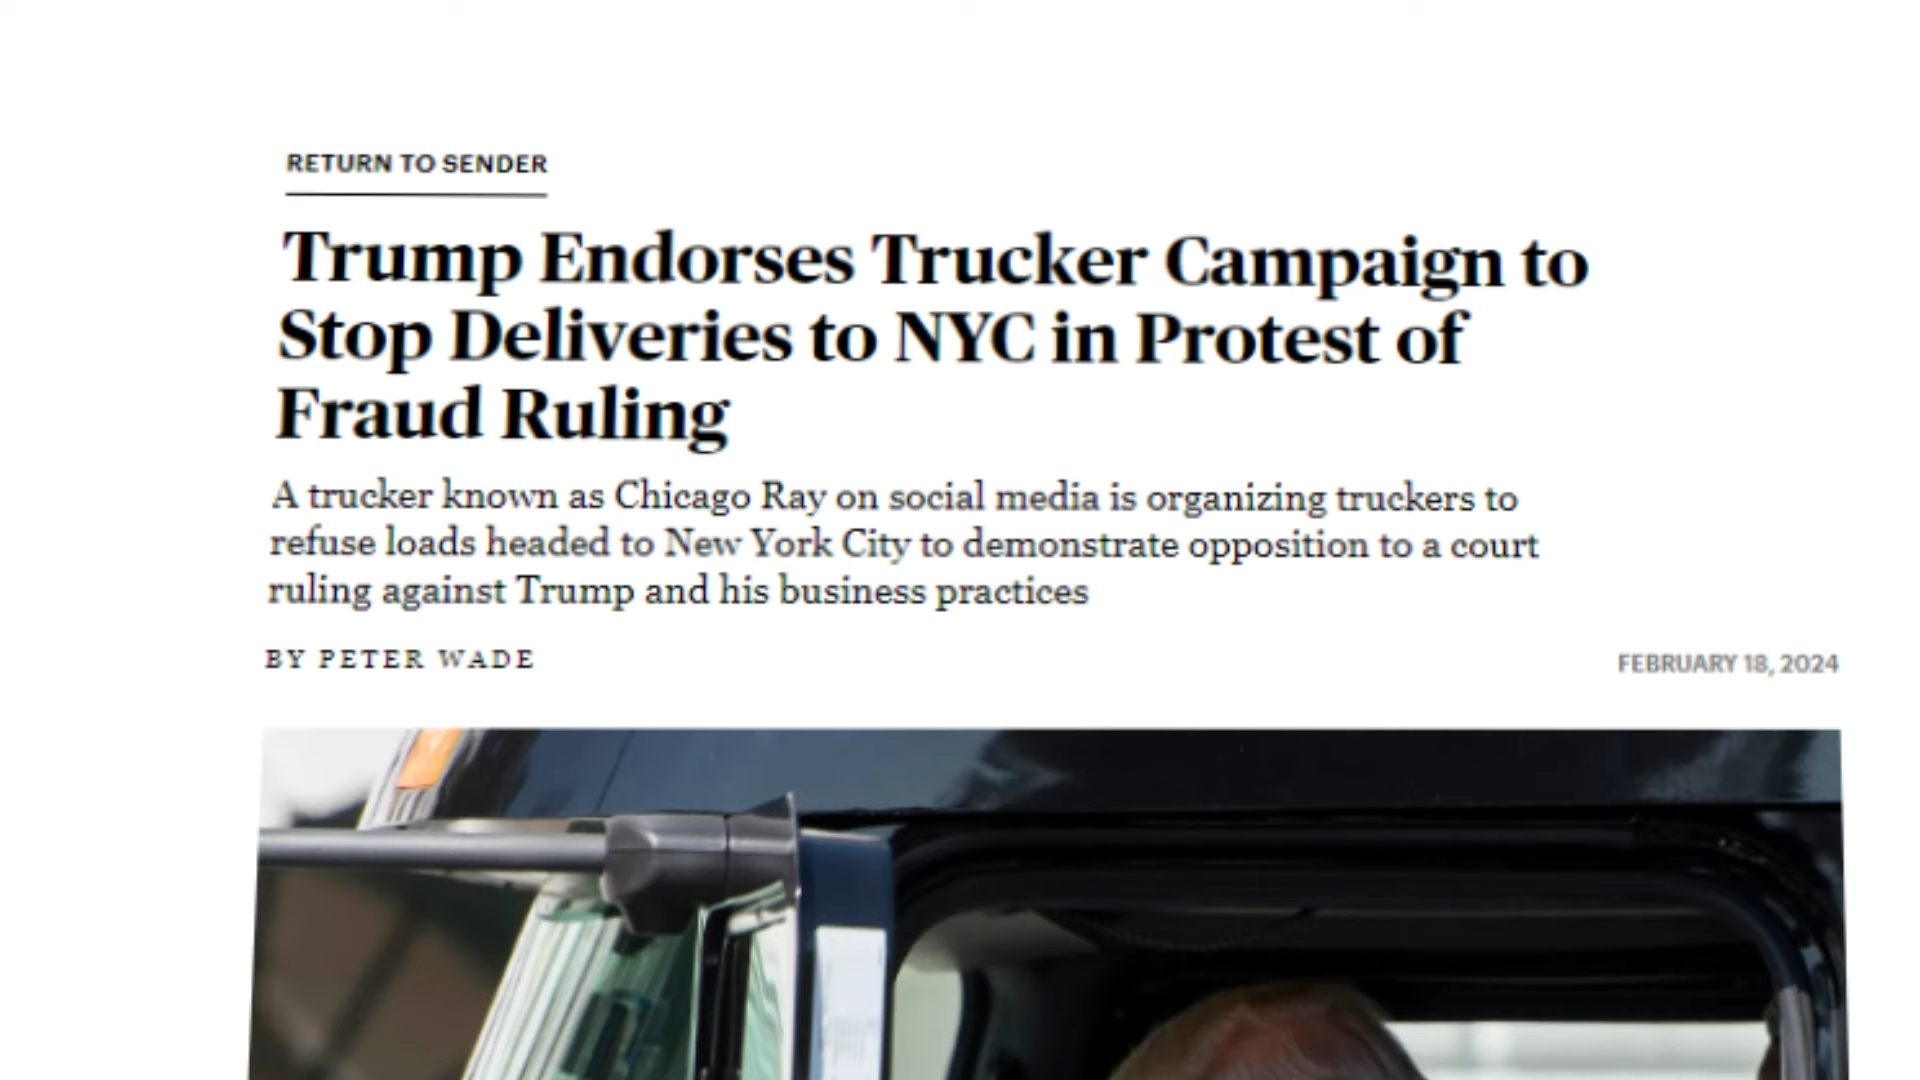 RETURN TO SENDER
Trump Endorses Trucker Campaign to
Stop Deliveries to NYC in Protest of
Fraud Ruling
A trucker known as Chicago Ray on social media is organizing truckers to
refuse loads headed to New York City to demonstrate opposition to a court
ruling against Trump and his business practices
BY PETER WADE
FEBRUARY 18, 2024